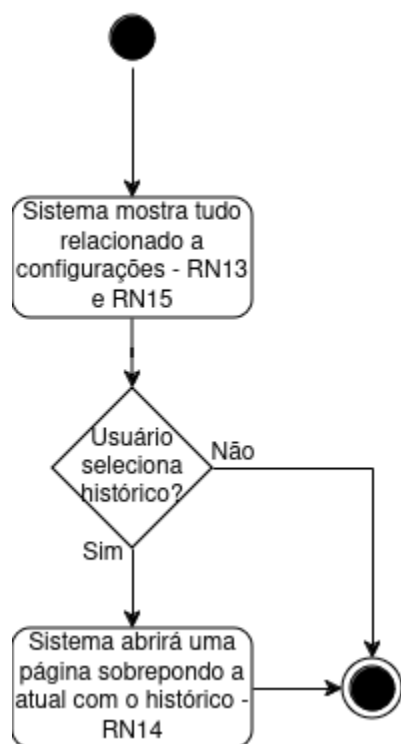 Sistema mostra tudo
relacionado a
configurações - RN13
e RN15
Usuário
seleciona
histórico?
Não
Sim
Sistema abrirá uma
página sobrepondo a
atual com o histórico -
RN14